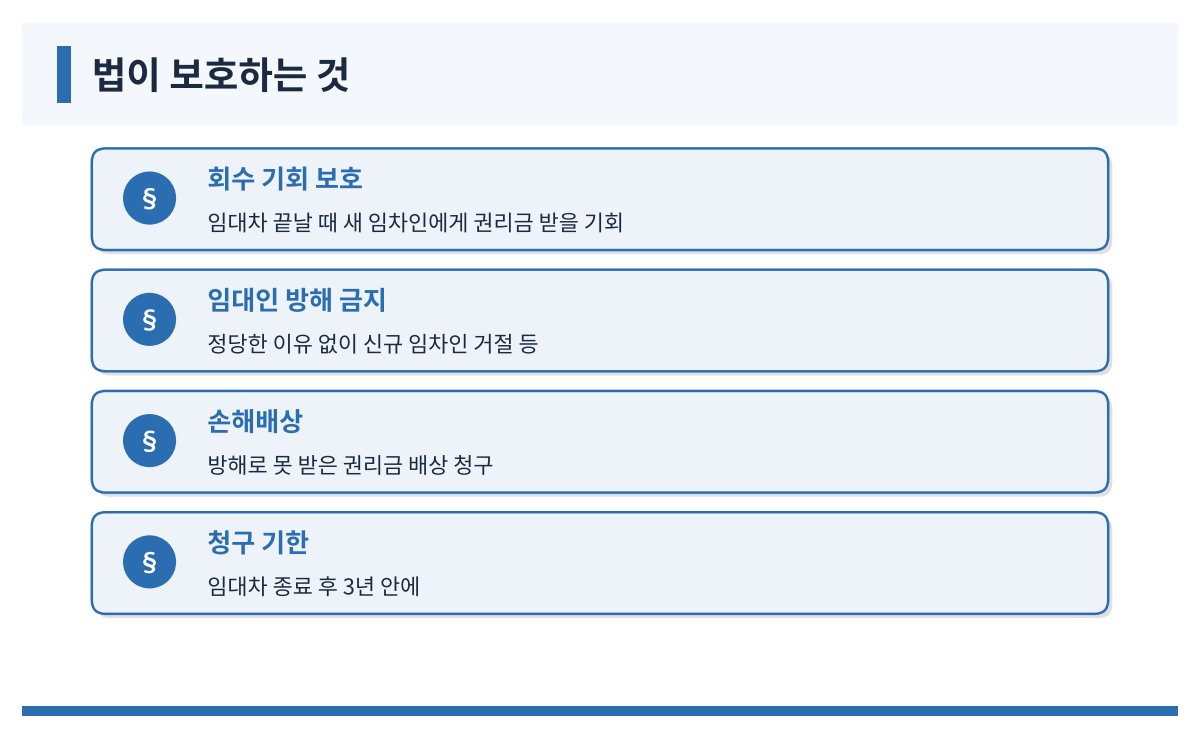 법이 보호하는 것
§
회수 기회 보호
임대차 끝날 때 새 임차인에게 권리금 받을 기회
§
임대인 방해 금지
정당한 이유 없이 신규 임차인 거절 등
§
손해배상
방해로 못 받은 권리금 배상 청구
§
청구 기한
임대차 종료 후 3년 안에